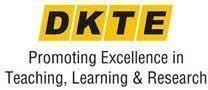 DKTE
Promoting Excellence in
Teaching, Learning & Research